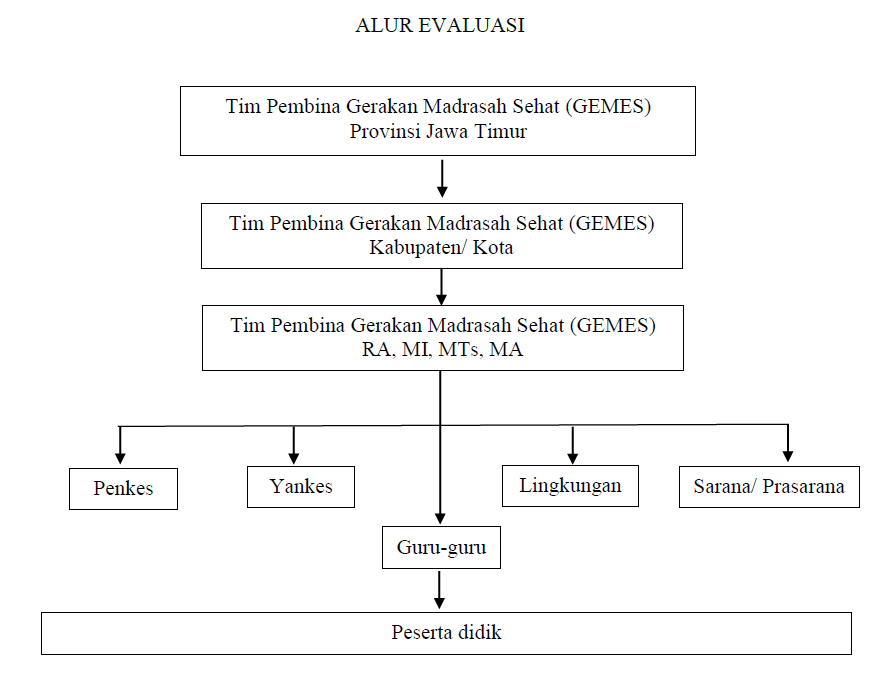 ALUR EVALUASI
Tim Pembina Gerakan Madrasah Sehat (GEMES)
Provinsi Jawa Timur
Tim Pembina Gerakan Madrasah Sehat (GEMES)
Kabupaten/ Kota
Tim Pembina Gerakan Madrasah Sehat (GEMES)
RA, MI, MTs, MA
Penkes
Yankes
Lingkungan
Sarana/ Prasarana
Guru-guru
Peserta didik